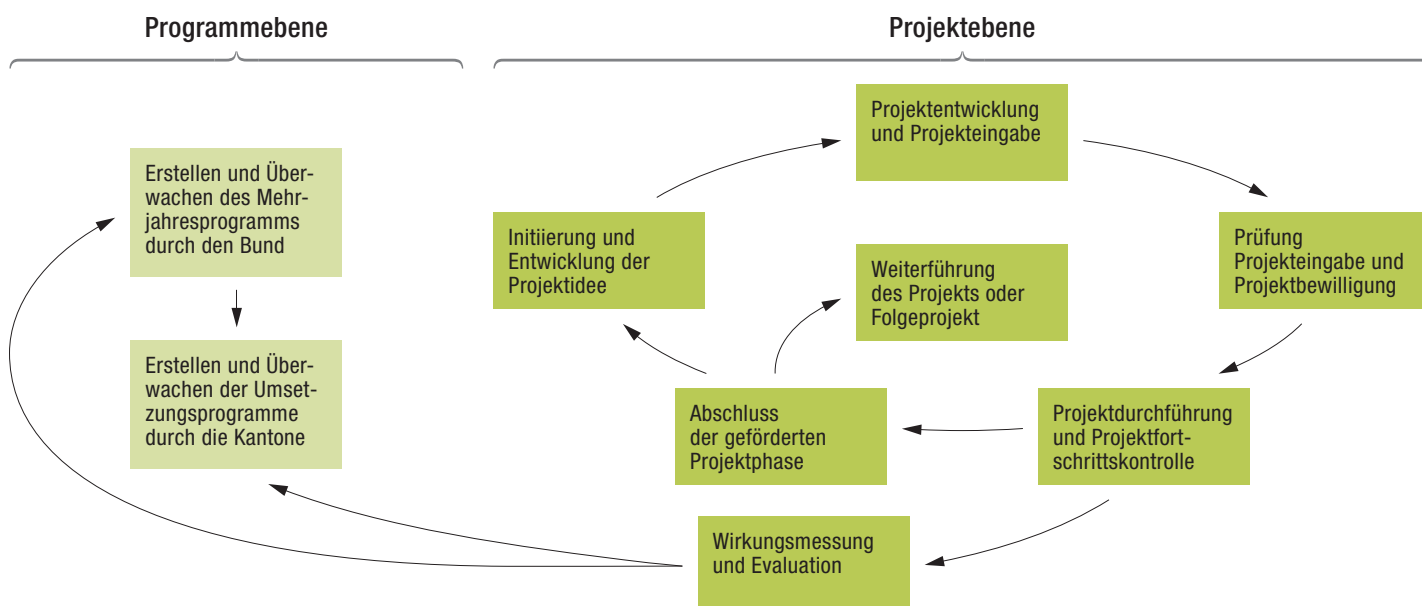 Programmebene
Projektebene
Erstellen und Über-
wachen des Mehr-
jahresprogramms
durch den Bund
Erstellen und Über-
wachen der Umset-
zungsprogramme
durch die Kantone
Projektentwicklung
und Projekteingabe
Initiierung und
Entwicklung der
Projektidee
Weiterführung
des Projekts oder
Folgeprojekt
Prüfung
Projekteingabe und
Projektbewilligung
Abschluss
der geförderten
Projektphase
Projektdurchführung
und Projektfort-
schrittskontrolle
Wirkungsmessung
und Evaluation